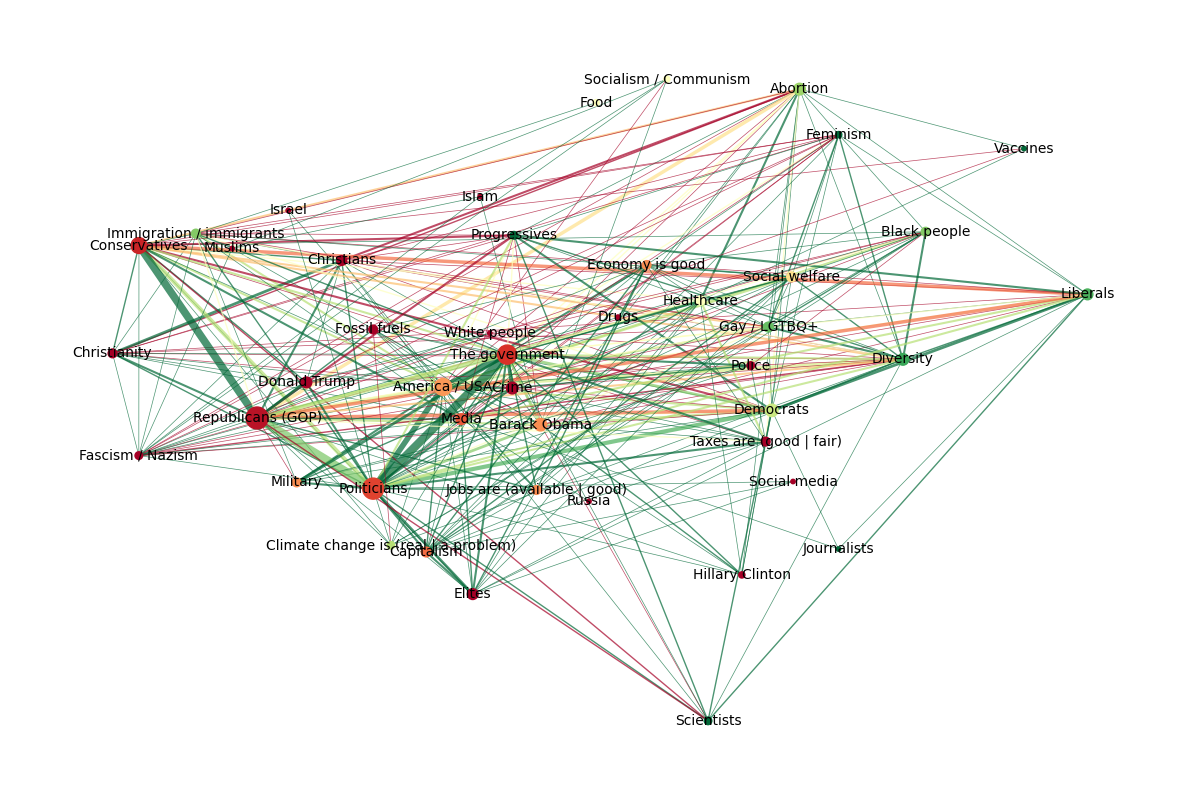 Socialism / Communism
Abortion
Food
Feminism
Vaccines
Islam
Israel
Immigration / immigrants
Progressives
Black people
Conservatives
Muslims
Christians
Economy is good
Social welfare
Liberals
Healthcare
Drugs
Gay / LGTBQ+
Fossil fuels
White people
Christianity
The government
Diversity
Police
Donald Trump
America / USA
Crime
Democrats
Republicans (GOP)
Media
Barack Obama
Taxes are (good | fair)
Fascism / Nazism
Military
Politicians
Jobs are (available | good)
Social media
Russia
Climate change is (real | a problem)
Capitalism
Journalists
Hillary Clinton
Elites
Scientists